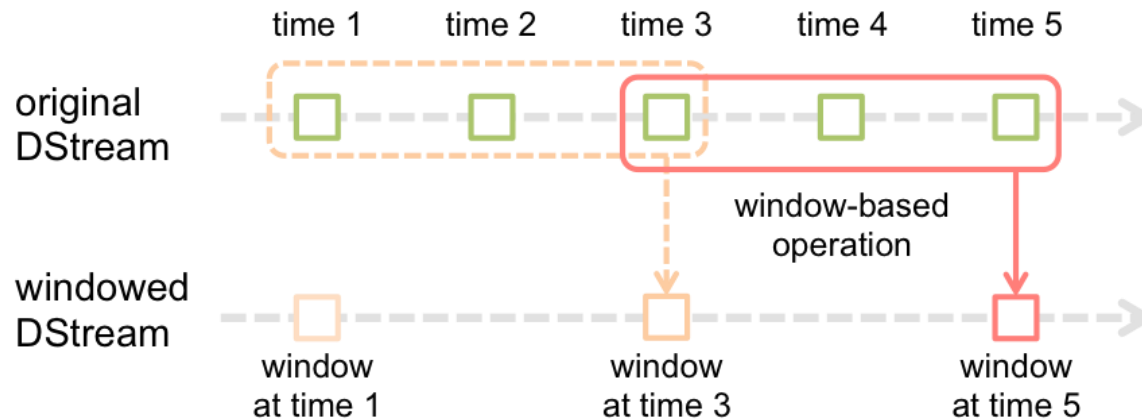 time 1
time 2
time 3
time 4
time 5
original
DStream
window-based
operation
windowed
DStream
window
at time 1
window
at time 3
window
at time 5